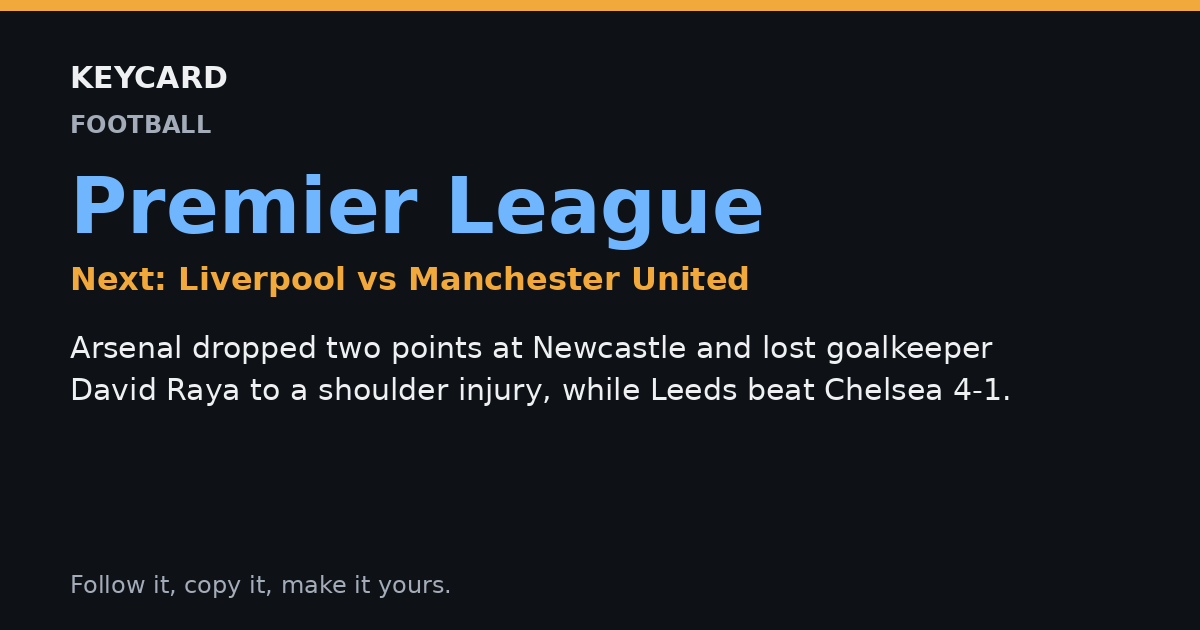 KEYCARD
FOOTBALL
Premier League
Next: Liverpool vs Manchester United
Arsenal dropped two points at Newcastle and lost goalkeeper
David Raya to a shoulder injury, while Leeds beat Chelsea 4-1.
Follow it, copy it, make it yours.